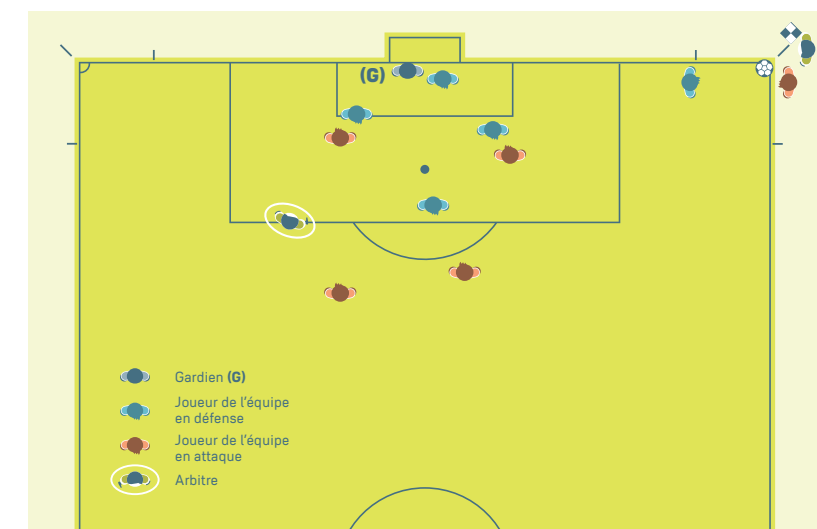 (G)
Gardien (G)
Joueur de l'équipe
en défense
Joueur de l'équipe
en attaque
Arbitre